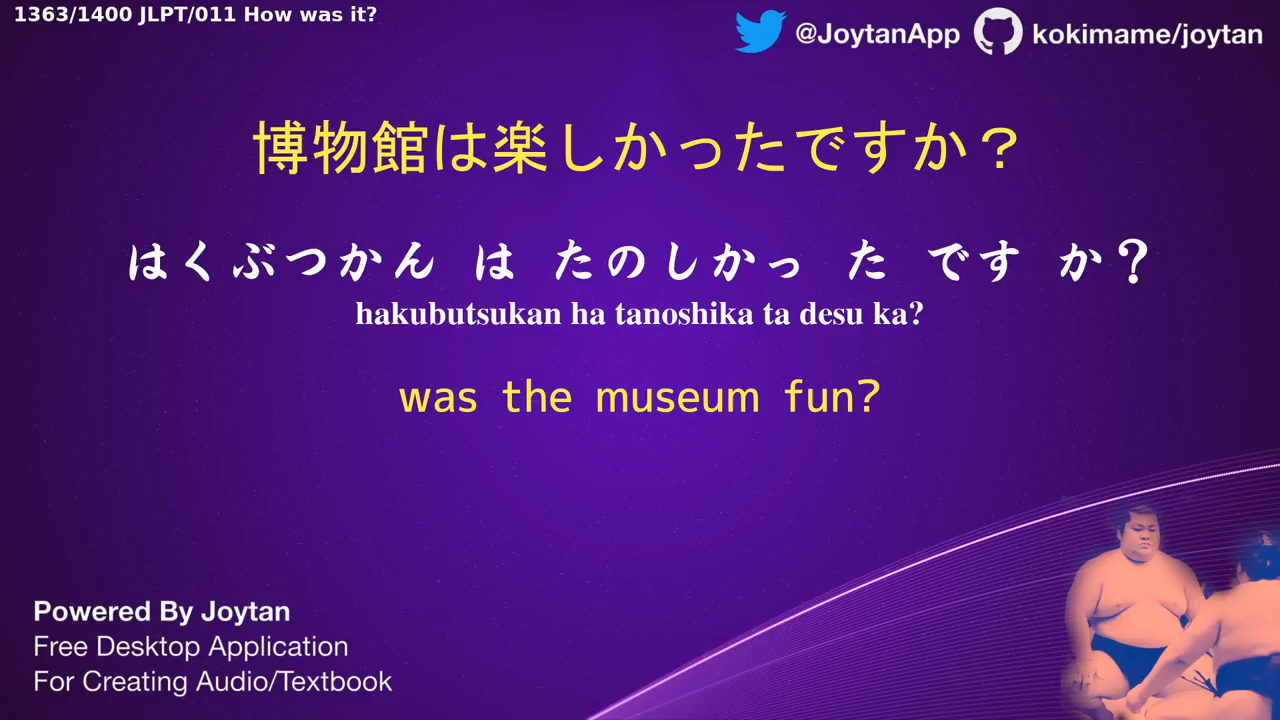 1363/1400 JLPT/011 How was it?
@JoytanApp kokimame/joytan
博物館は楽しかったですか？
はくぶつかん は たのしかっ た です か？
hakubutsukan ha tanoshika ta desu ka?
was the museum fun?
Powered By Joytan
Free Desktop Application
For Creating Audio/Textbook